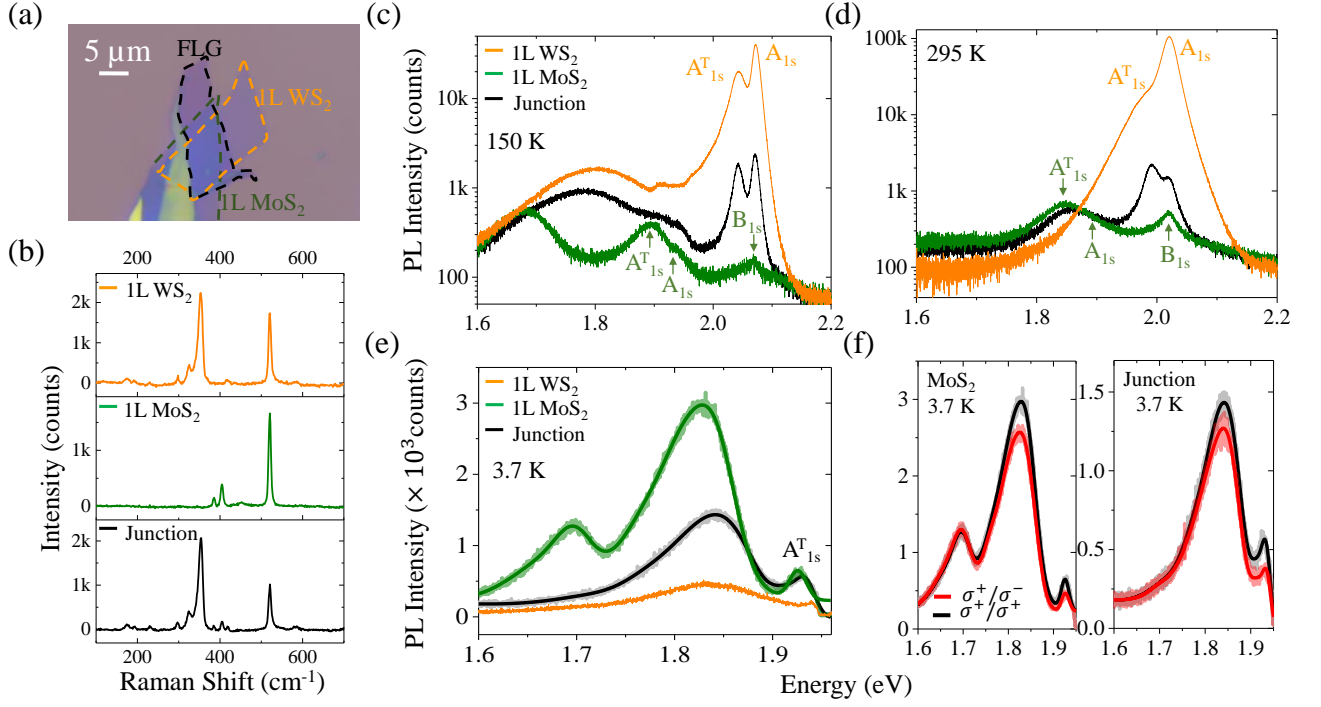 (a)
5 μm
FLG
1L WS₂
1L MoS₂
(b)
100 200 300 400 500 600
1L WS₂
2k
1k
0
1L MoS₂
2k
1k
0
Junction
2k
1k
0
100 200 300 400 500 600
Intensity (counts)
Raman Shift (cm⁻¹)
(c)
1L WS₂
1L MoS₂
Junction
150 K
Aᵀ₁ₛ
A₁ₛ
B₁ₛ
Aᵀ₁ₛ
A₁ₛ
10k
1k
100
1.6 1.8 2.0 2.2
PL Intensity (counts)
(d)
295 K
Aᵀ₁ₛ
A₁ₛ
Aᵀ₁ₛ
A₁ₛ
B₁ₛ
100k
10k
1k
100
1.6 1.8 2.0 2.2
(e)
1L WS₂
1L MoS₂
Junction
3.7 K
Aᵀ₁ₛ
3
2
1
0
1.6 1.7 1.8 1.9
PL Intensity (× 10³counts)
Energy (eV)
(f)
MoS₂
3.7 K
σ⁺/σ⁻
σ⁺/σ⁺
4
3
2
1
0
1.6 1.7 1.8 1.9
Junction
3.7 K
1.5
1.0
0.5
0.0
1.6 1.7 1.8 1.9